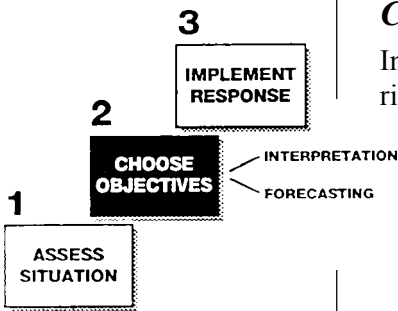 3
IMPLEMENT
RESPONSE
2
CHOOSE
OBJECTIVES
INTERPRETATION
FORECASTING
1
ASSESS
SITUATION